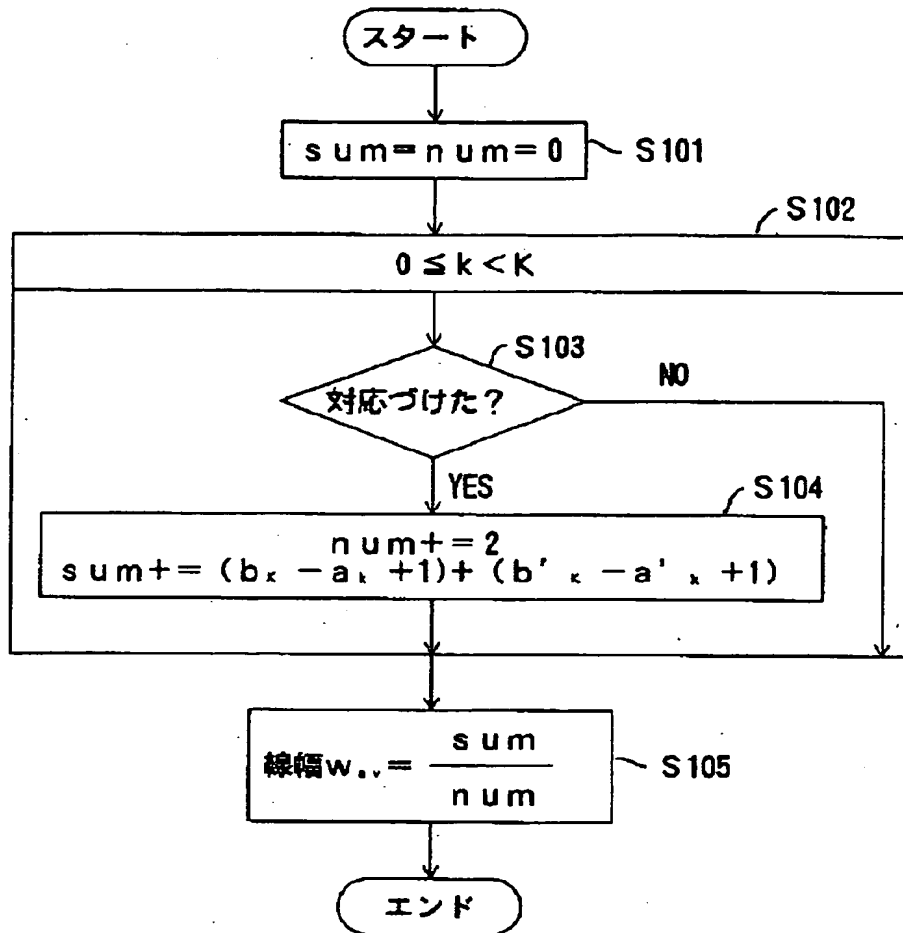 スタート
sum=num=0
S101
S102
0≤k<K
S103
対応づけた?
NO
YES
S104
num+=2
sum+=(bₖ-aₖ+1)+(b'ₖ-a'ₖ+1)
線幅wₐᵥ=
sum
num
S105
エンド